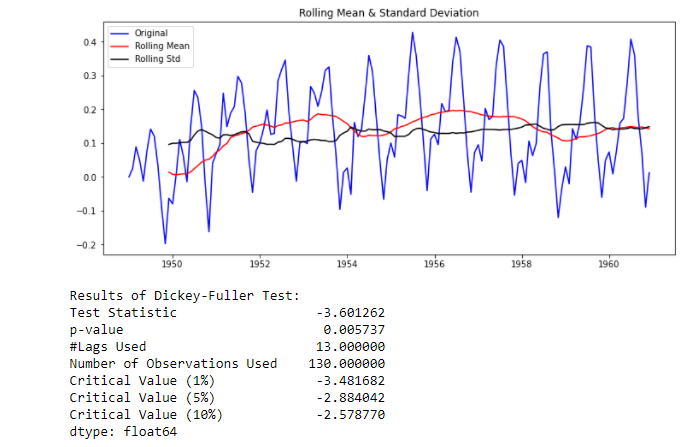 Rolling Mean & Standard Deviation
Original
Rolling Mean
Rolling Std
0.4
0.3
0.2
0.1
0.0
−0.1
−0.2
1950 1952 1954 1956 1958 1960
Results of Dickey-Fuller Test:
Test Statistic -3.601262
p-value 0.005737
#Lags Used 13.000000
Number of Observations Used 130.000000
Critical Value (1%) -3.481682
Critical Value (5%) -2.884042
Critical Value (10%) -2.578770
dtype: float64